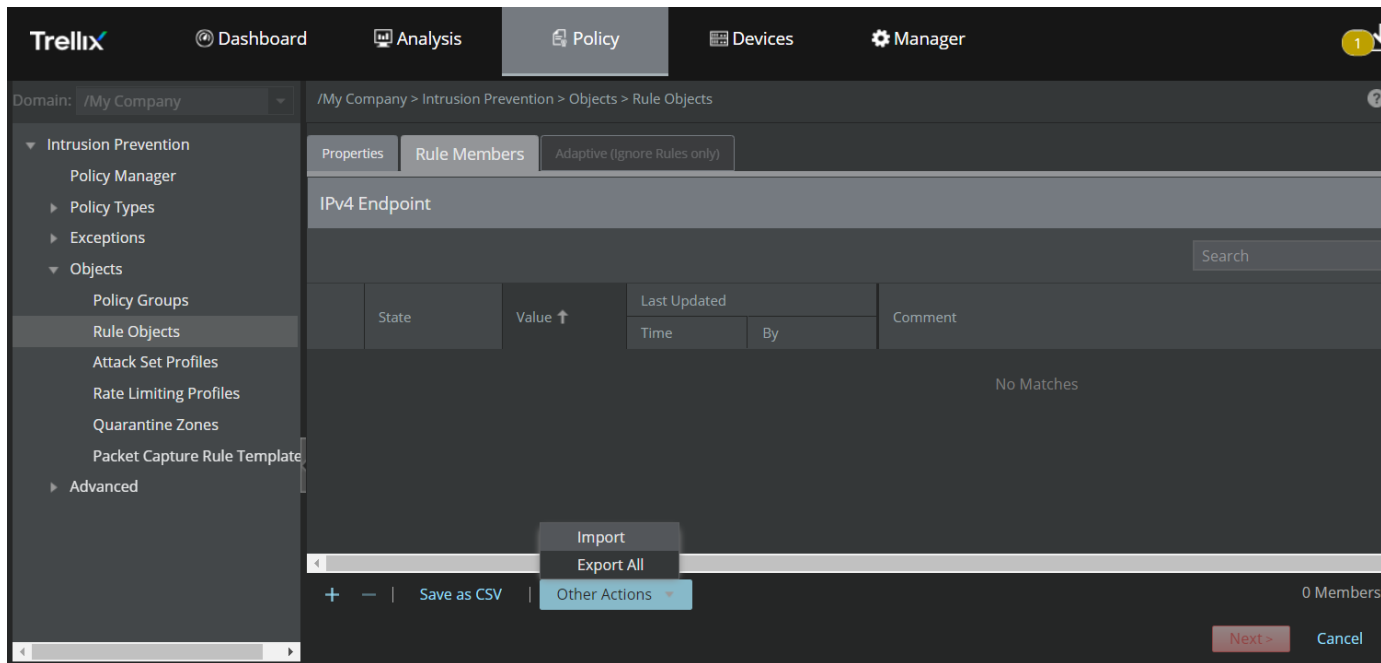 Trellix Dashboard Analysis Policy Devices Manager 1
Domain: /My Company
/My Company > Intrusion Prevention > Objects > Rule Objects ?
Intrusion Prevention
Policy Manager
Policy Types
Exceptions
Objects
Policy Groups
Rule Objects
Attack Set Profiles
Rate Limiting Profiles
Quarantine Zones
Packet Capture Rule Template
Advanced
Properties Rule Members Adaptive (Ignore Rules only)
IPv4 Endpoint
Search
State Value Last Updated Comment
Time By
No Matches
Import
Export All
+ — | Save as CSV | Other Actions 0 Members
Next > Cancel